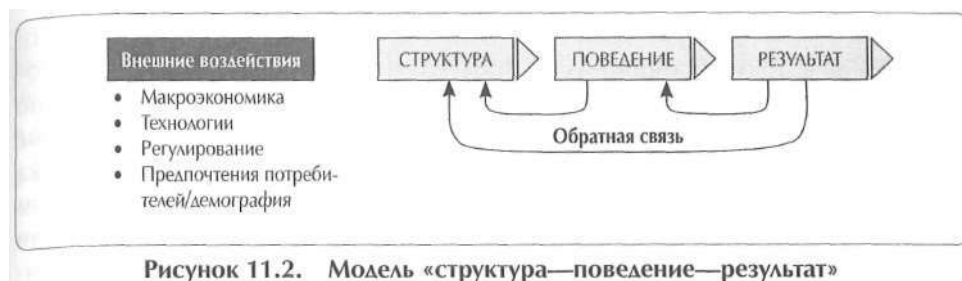 Внешние воздействия
• Макроэкономика
• Технологии
• Регулирование
• Предпочтения потреби-
телей/демография
СТРУКТУРА
ПОВЕДЕНИЕ
РЕЗУЛЬТАТ
Обратная связь
Рисунок 11.2. Модель «структура—поведение—результат»